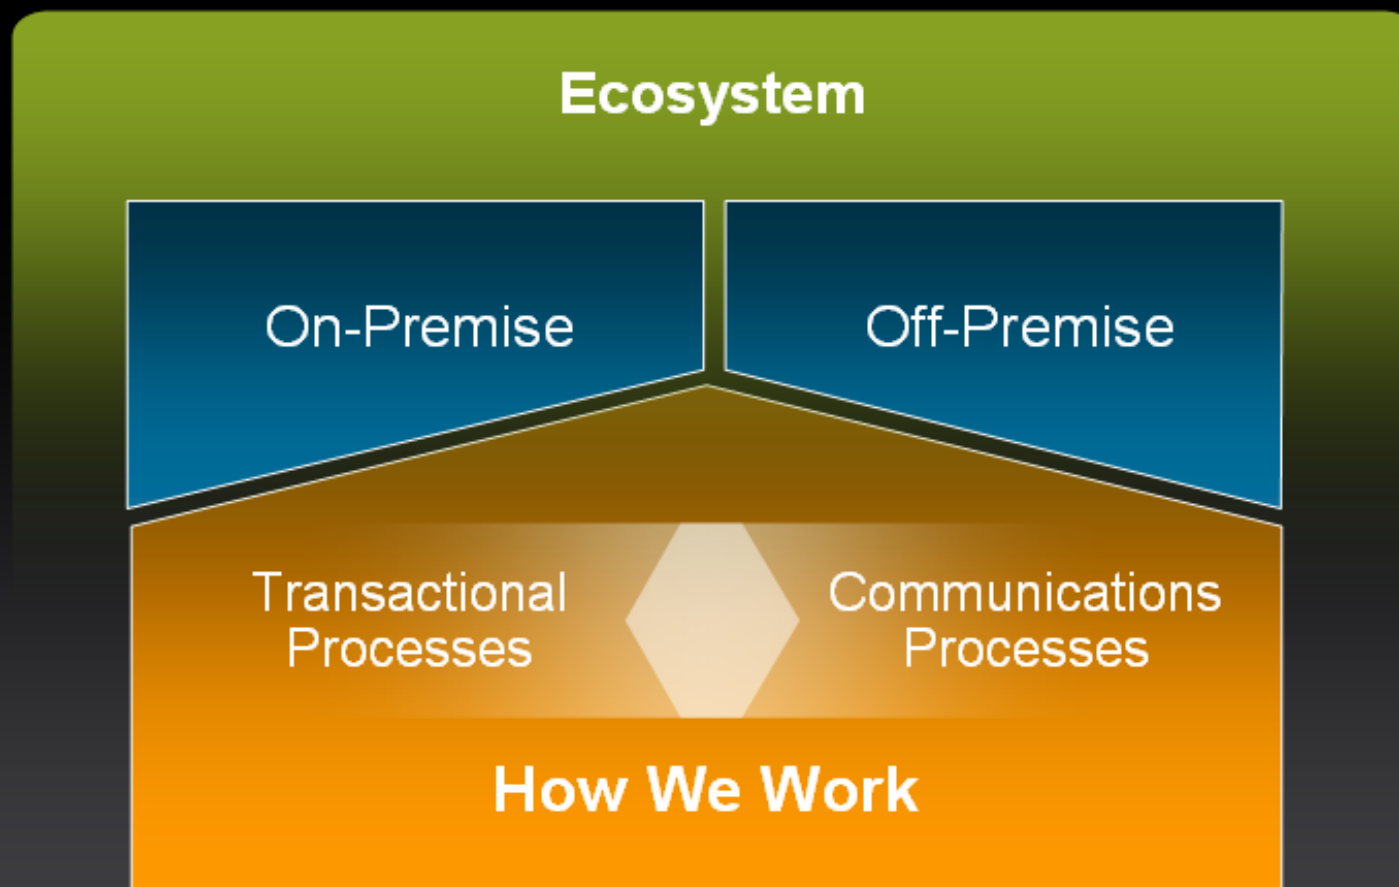 Ecosystem
On-Premise
Off-Premise
Transactional
Processes
Communications
Processes
How We Work